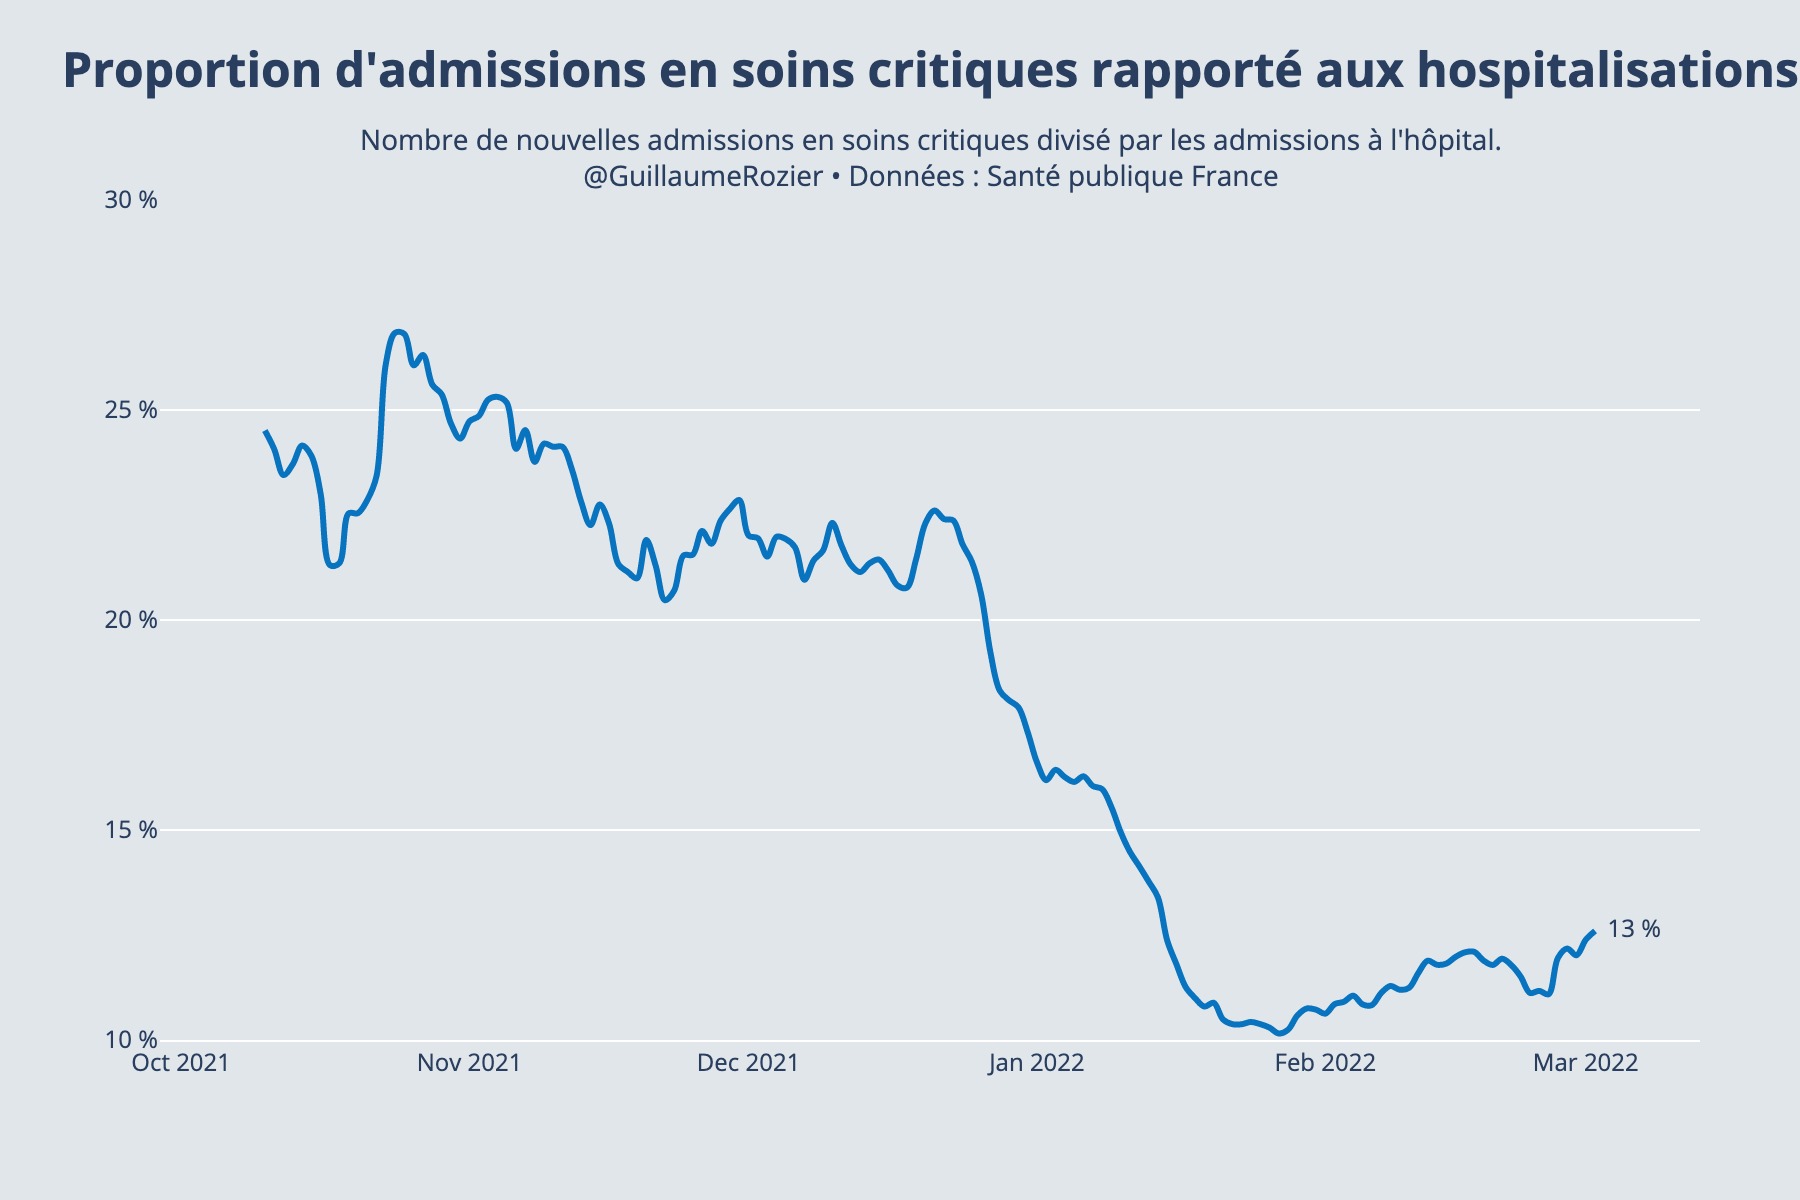 Proportion d'admissions en soins critiques rapporté aux hospitalisations
Nombre de nouvelles admissions en soins critiques divisé par les admissions à l'hôpital.
@GuillaumeRozier • Données : Santé publique France
30 %
25 %
20 %
15 %
10 %
13 %
Oct 2021
Nov 2021
Dec 2021
Jan 2022
Feb 2022
Mar 2022